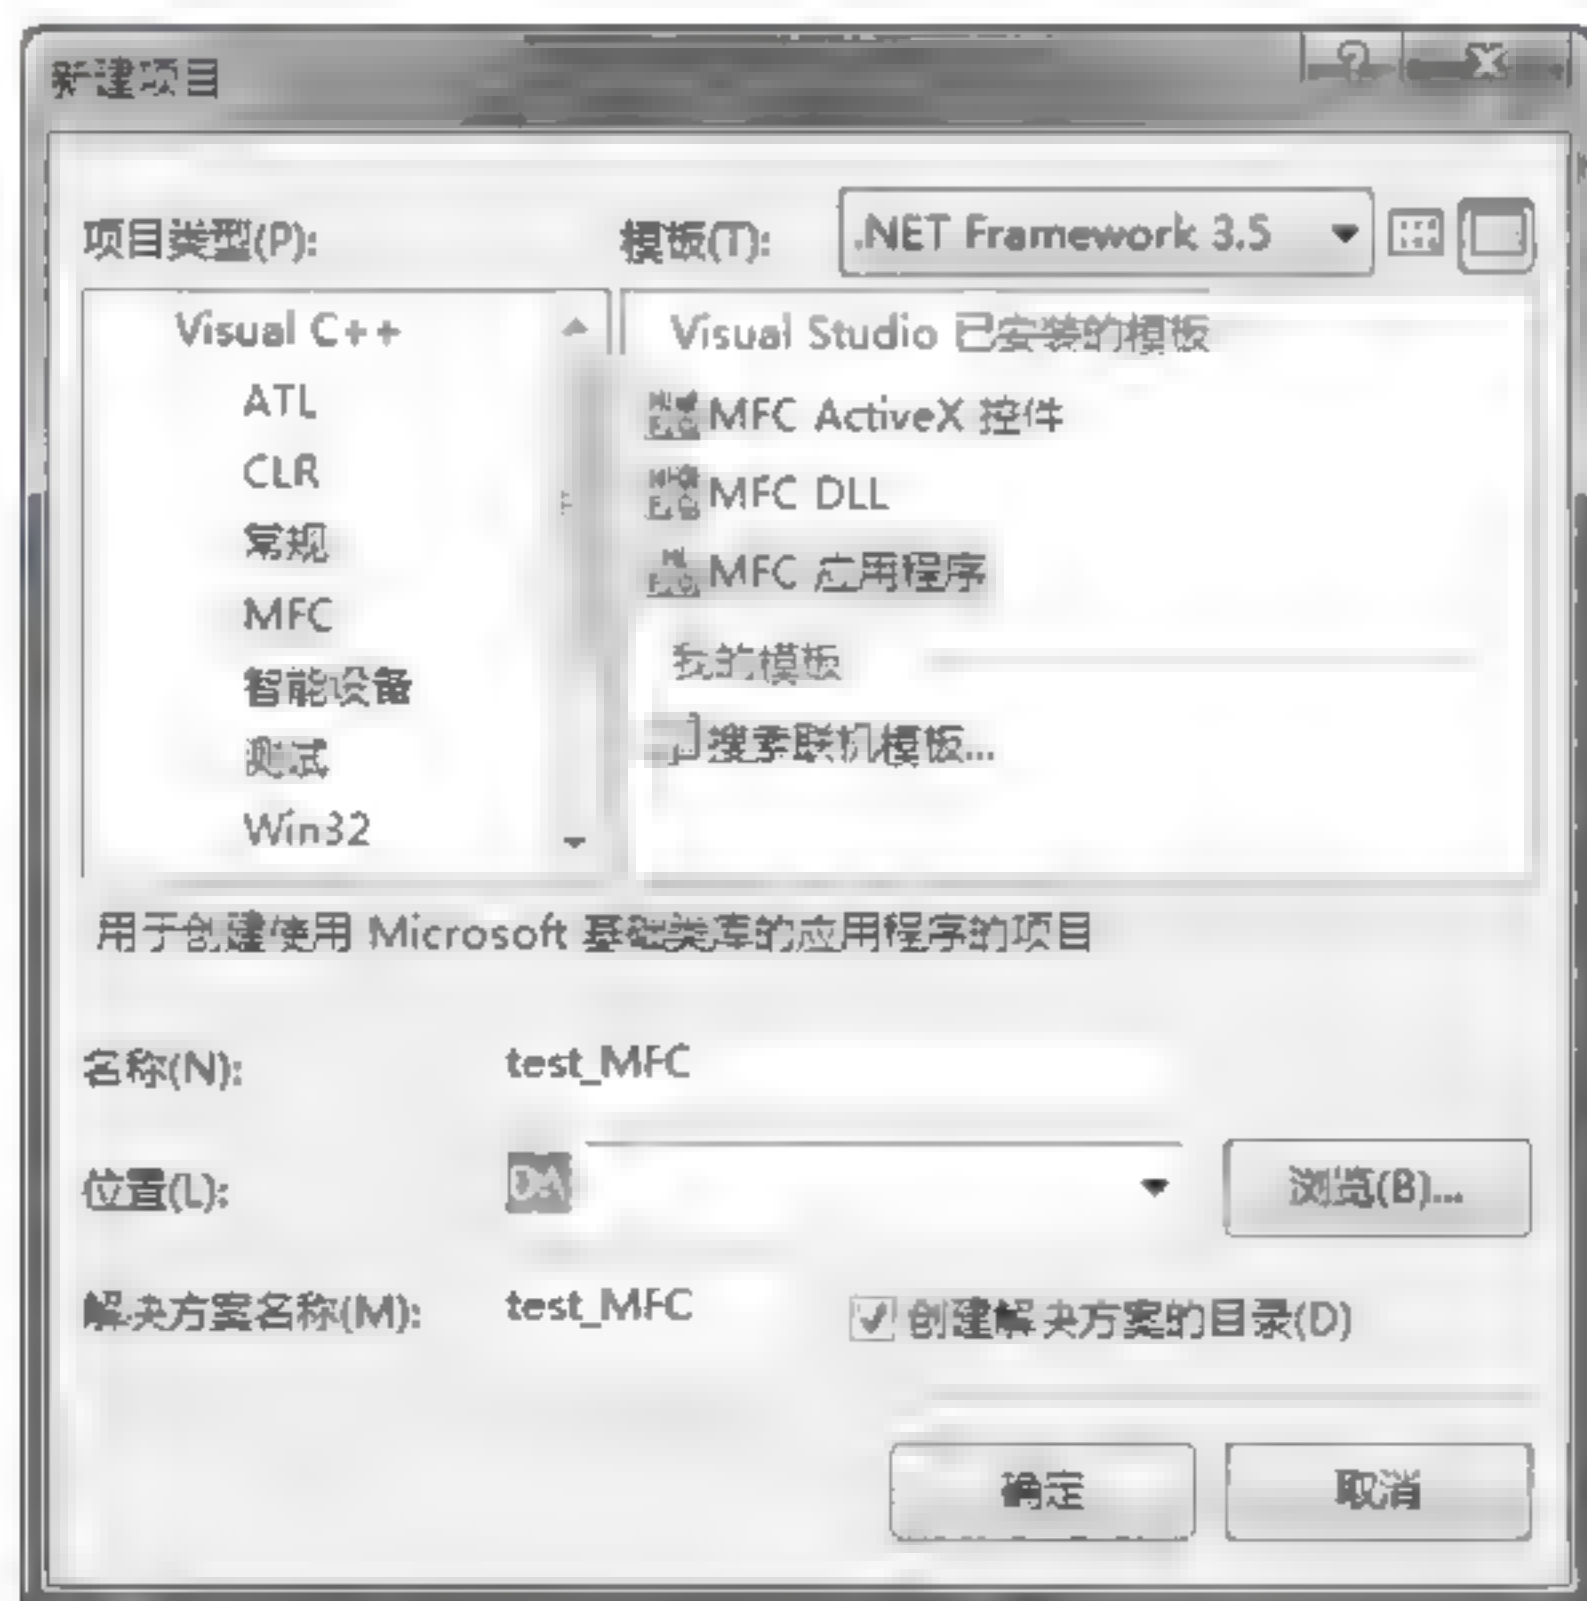 新建项目
项目类型(P):
模板(T):
.NET Framework 3.5
Visual C++
ATL
CLR
常规
MFC
智能设备
测试
Win32
Visual Studio 已安装的模板
MFC ActiveX 控件
MFC DLL
MFC 应用程序
我的模板
搜索联机模板...
用于创建使用 Microsoft 基础类库的应用程序的项目
名称(N):
test_MFC
位置(L):
D:\
浏览(B)...
解决方案名称(M):
test_MFC
创建解决方案的目录(D)
确定
取消